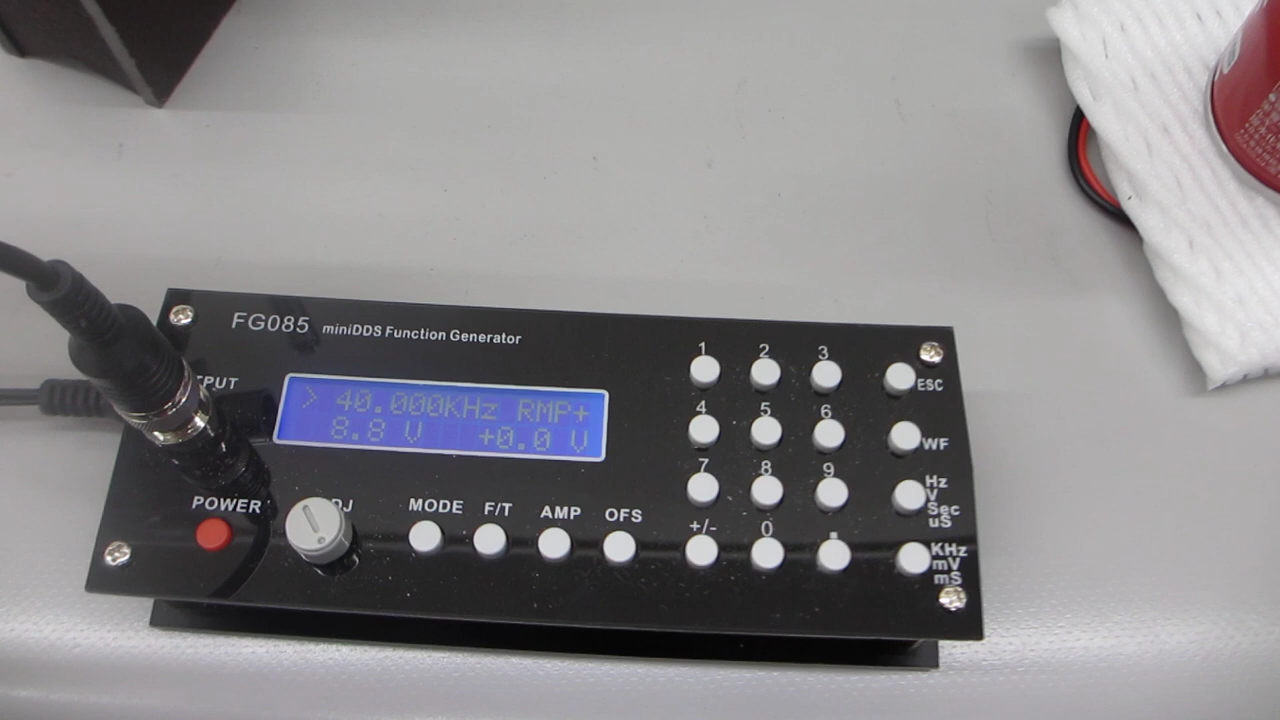 FG085 miniDDS Function Generator
> 40.000KHz RMP+
8.8 V +0.0 V
POWER
MODE F/T AMP OFS
1 2 3 ESC
4 5 6 WF
7 8 9 Hz
V
Sec
uS
+/- 0 . KHz
mV
mS